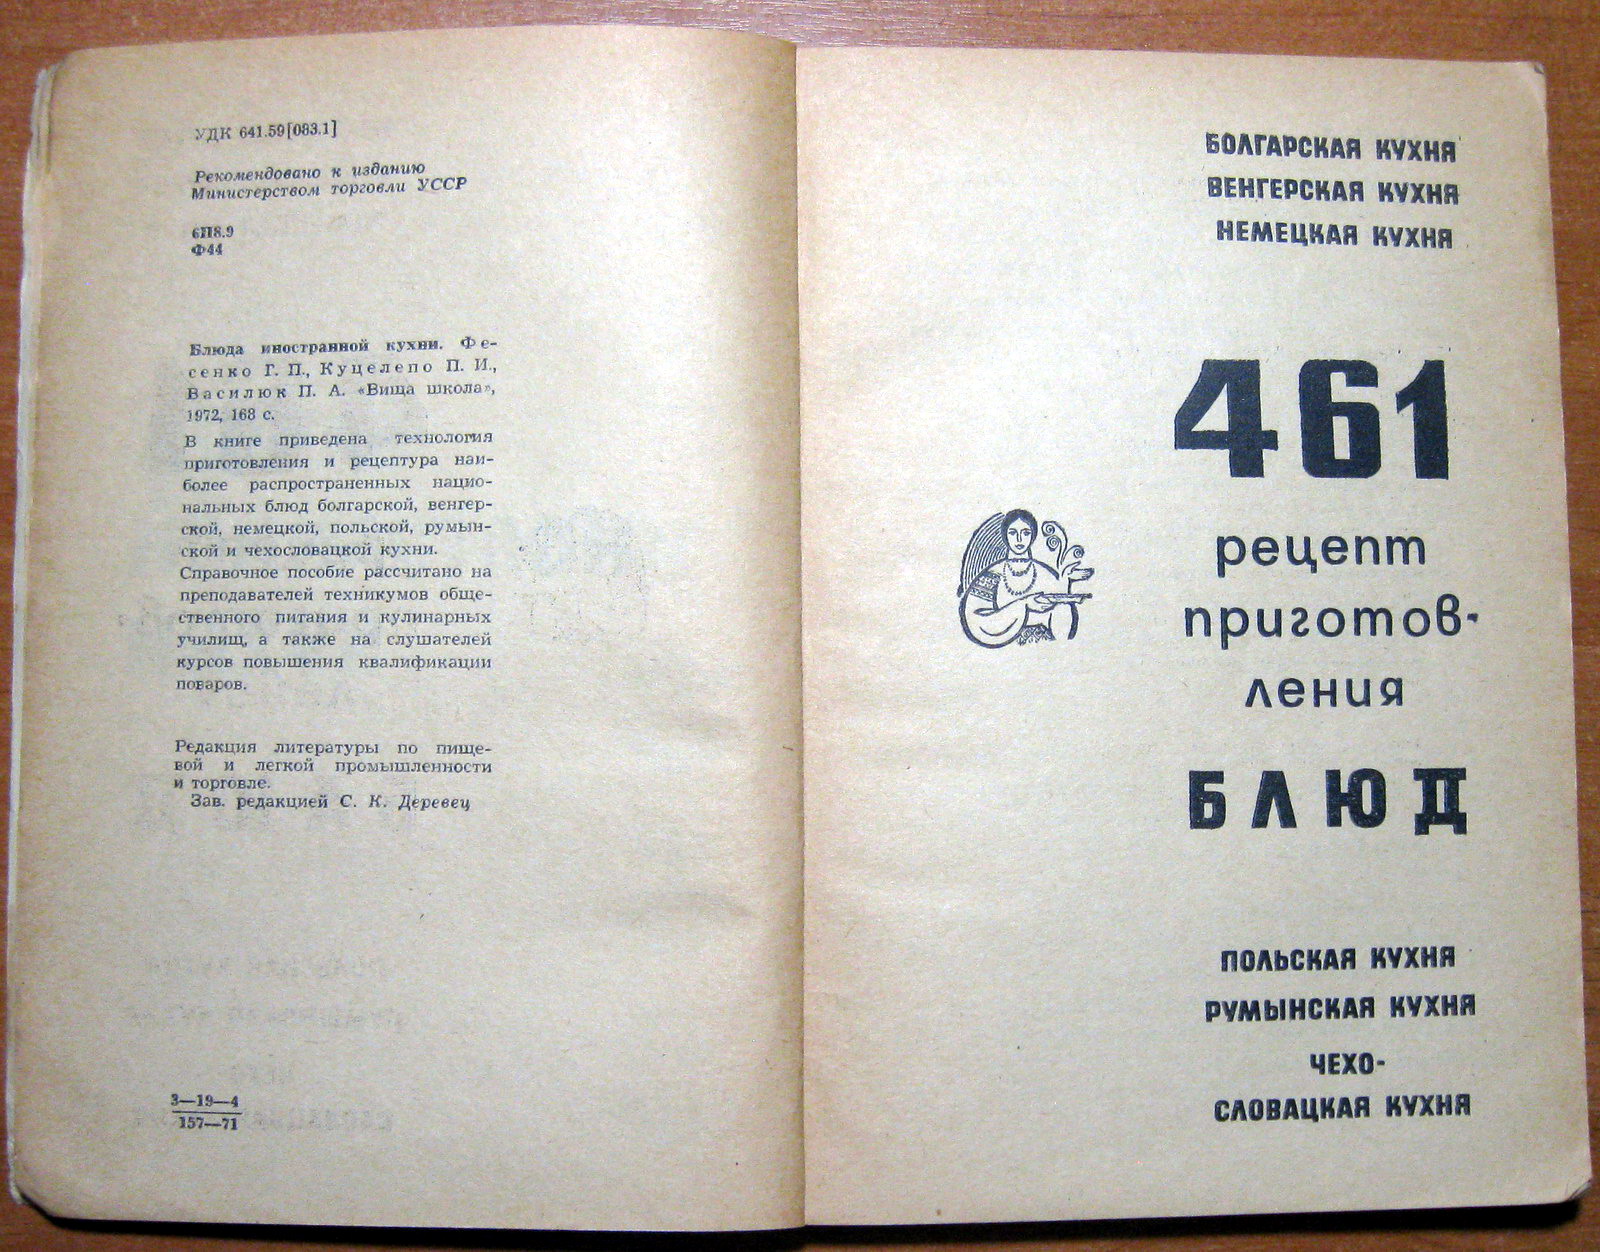 УДК 641.59[083.1]
Рекомендовано к изданию
Министерством торговли УССР
6П8.9
Ф44
Блюда иностранной кухни. Фе-
сенко Г. П., Куцелепо П. И.,
Василюк П. А. «Вища школа»,
1972, 168 с.
В книге приведена технология
приготовления и рецептура наи-
более распространенных нацио-
нальных блюд болгарской, венгер-
ской, немецкой, польской, румын-
ской и чехословацкой кухни.
Справочное пособие рассчитано на
преподавателей техникумов обще-
ственного питания и кулинарных
училищ, а также на слушателей
курсов повышения квалификации
поваров.
Редакция литературы по пище-
вой и легкой промышленности
и торговле.
Зав. редакцией С. К. Деревец
3—19—4
157—71
БОЛГАРСКАЯ КУХНЯ
ВЕНГЕРСКАЯ КУХНЯ
НЕМЕЦКАЯ КУХНЯ
461
рецепт
приготов-
ления
БЛЮД
ПОЛЬСКАЯ КУХНЯ
РУМЫНСКАЯ КУХНЯ
ЧЕХО-
СЛОВАЦКАЯ КУХНЯ